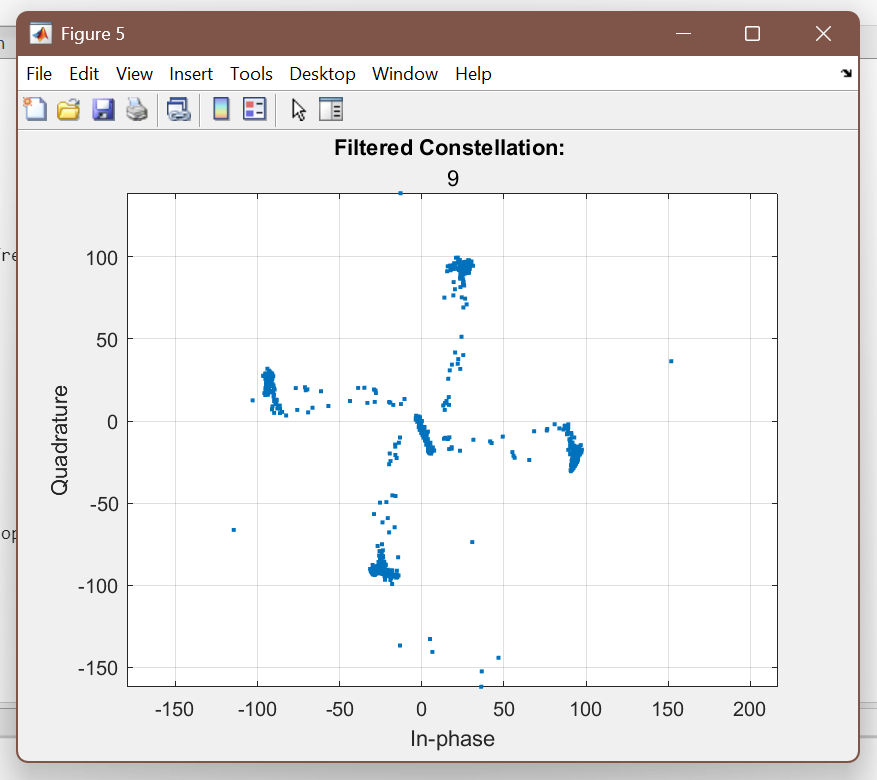 Figure 5
File Edit View Insert Tools Desktop Window Help
Filtered Constellation:
9
100
50
0
-50
-100
-150
Quadrature
-150 -100 -50 0 50 100 150 200
In-phase